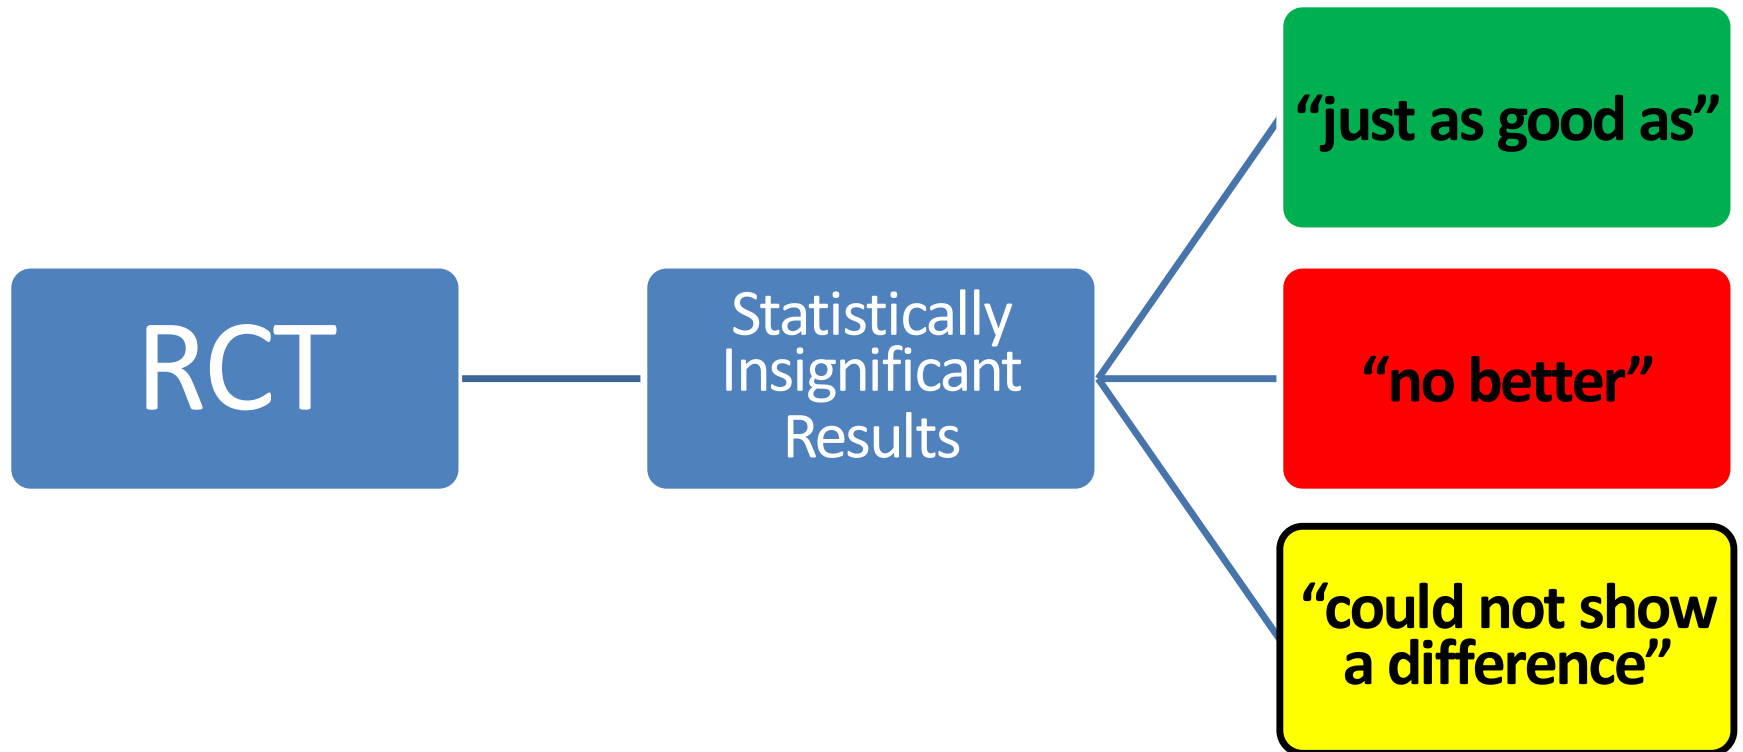 RCT
Statistically
Insignificant
Results
“just as good as”
“no better”
“could not show
a difference”